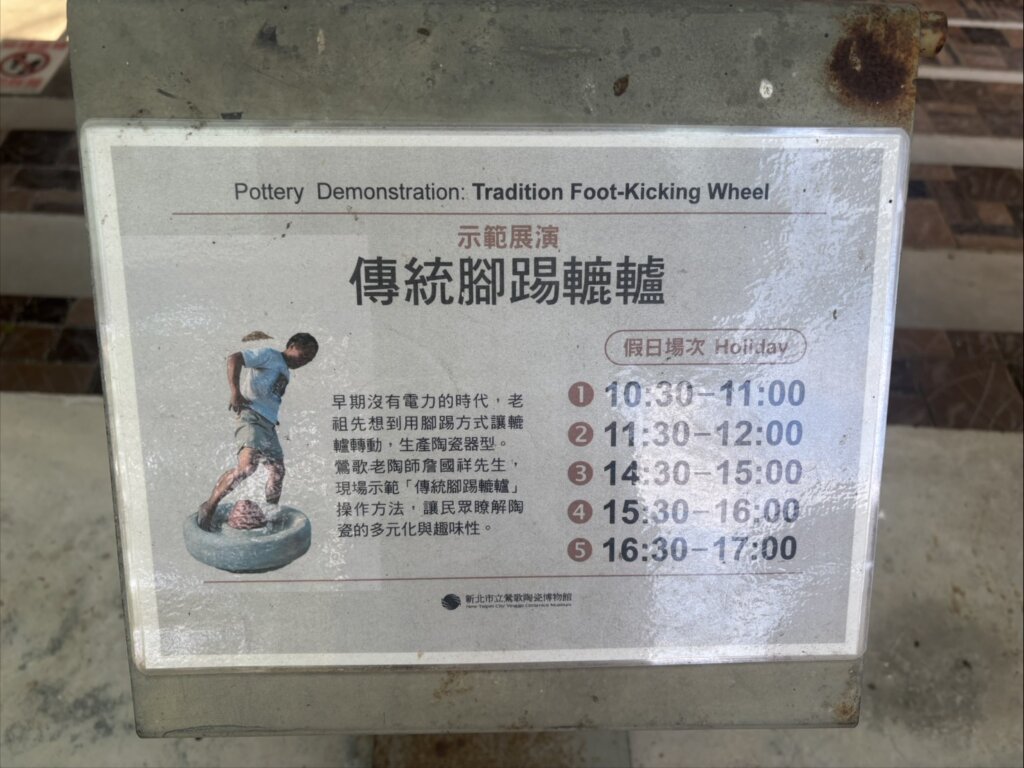 Pottery Demonstration: Tradition Foot-Kicking Wheel
示範展演
傳統腳踢轆轤
假日場次 Holiday
早期沒有電力的時代，老
祖先想到用腳踢方式讓轆
轤轉動，生產陶瓷器型。
鶯歌老陶師詹國祥先生，
現場示範「傳統腳踢轆轤」
操作方法，讓民眾瞭解陶
瓷的多元化與趣味性。
1 10:30–11:00
2 11:30–12:00
3 14:30–15:00
4 15:30–16:00
5 16:30–17:00
新北市立鶯歌陶瓷博物館
New Taipei City Yingge Ceramics Museum